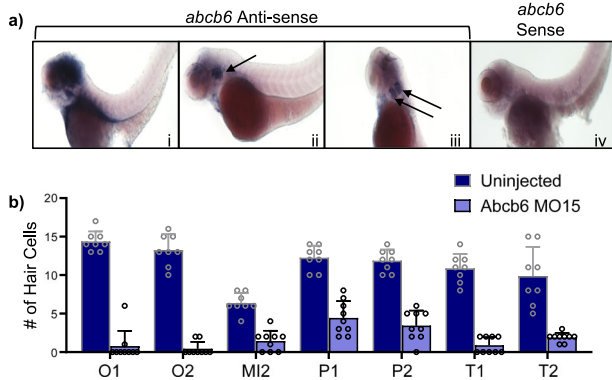 a)
abcb6 Anti-sense
abcb6
Sense
i
ii
iii
iv
b)
Uninjected
Abcb6 MO15
# of Hair Cells
20
15
10
5
0
O1 O2 MI2 P1 P2 T1 T2